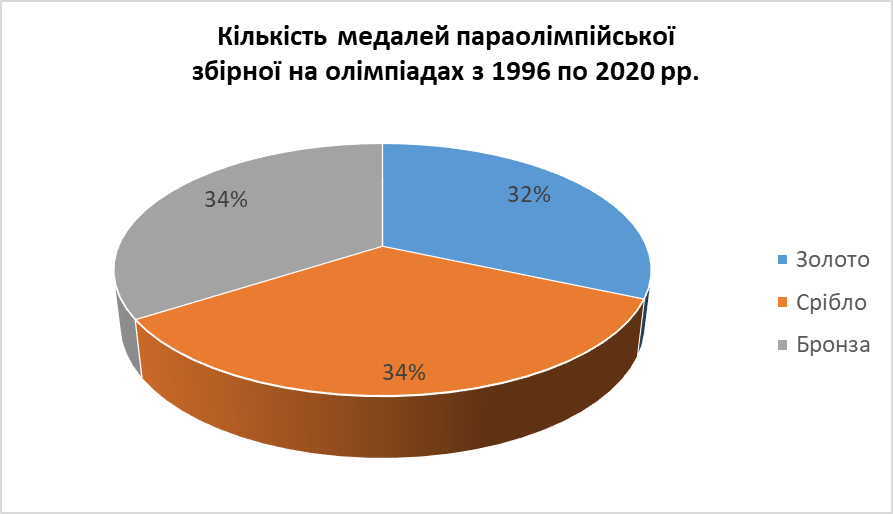 Кількість медалей параолімпійської
збірної на олімпіадах з 1996 по 2020 рр.
34%
32%
34%
Золото
Срібло
Бронза